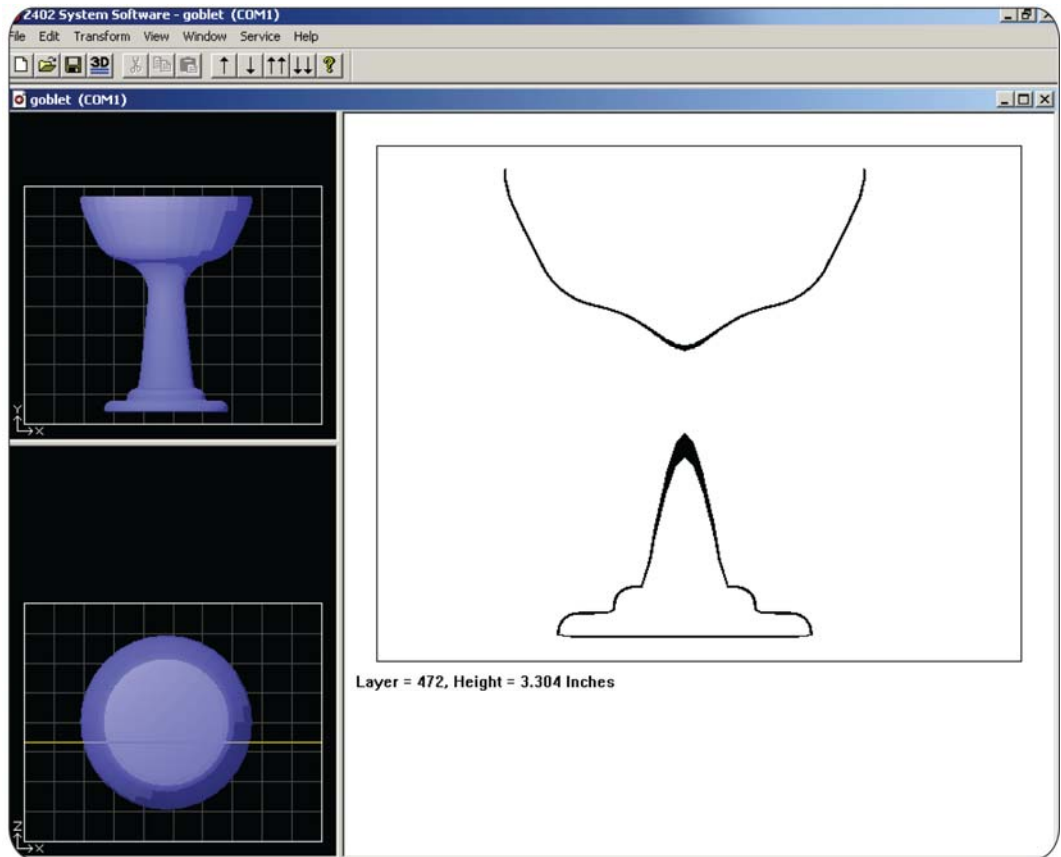 2402 System Software - goblet (COM1)
File Edit Transform View Window Service Help
3D
goblet (COM1)
Y
X
Layer = 472, Height = 3.304 Inches
Z
X